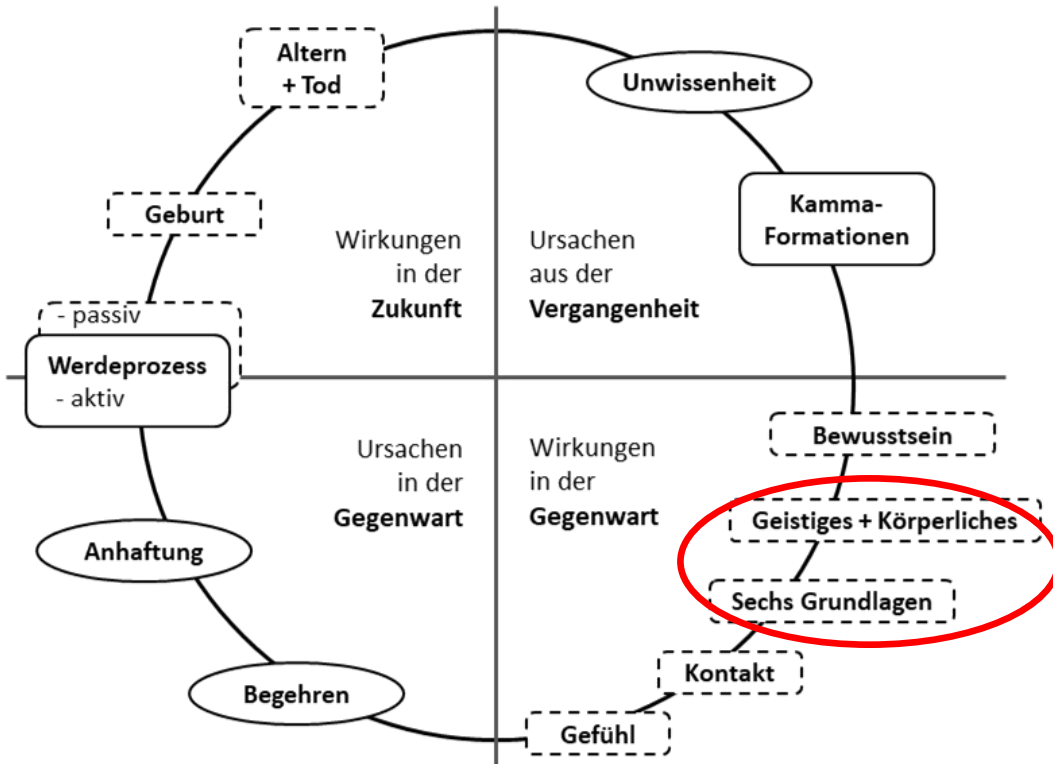 Altern
+ Tod
Unwissenheit
Geburt
Kamma-
Formationen
Wirkungen
in der
Zukunft
Ursachen
aus der
Vergangenheit
- passiv
Werdeprozess
- aktiv
Bewusstsein
Ursachen
in der
Gegenwart
Wirkungen
in der
Gegenwart
Geistiges + Körperliches
Anhaftung
Sechs Grundlagen
Kontakt
Begehren
Gefühl